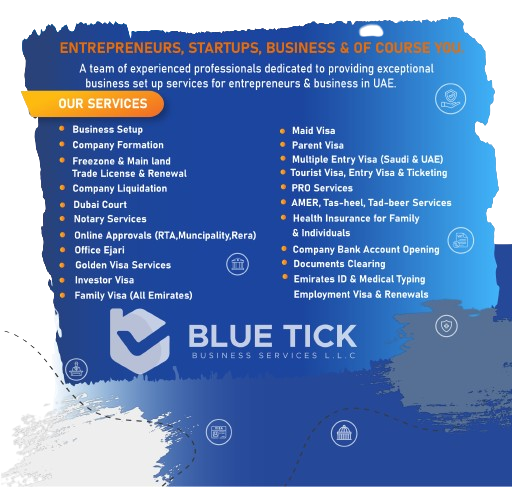 ENTREPRENEURS, STARTUPS, BUSINESS & OF COURSE YOU.
A team of experienced professionals dedicated to providing exceptional
business set up services for entrepreneurs & business in UAE.
OUR SERVICES
Business Setup
Company Formation
Freezone & Main land
Trade License & Renewal
Company Liquidation
Dubai Court
Notary Services
Online Approvals (RTA,Muncipality,Rera)
Office Ejari
Golden Visa Services
Investor Visa
Family Visa (All Emirates)
Maid Visa
Parent Visa
Multiple Entry Visa (Saudi & UAE)
Tourist Visa, Entry Visa & Ticketing
PRO Services
AMER, Tas-heel, Tad-beer Services
Health Insurance for Family
& Individuals
Company Bank Account Opening
Documents Clearing
Emirates ID & Medical Typing
Employment Visa & Renewals
BLUE TICK
BUSINESS SERVICES L.L.C